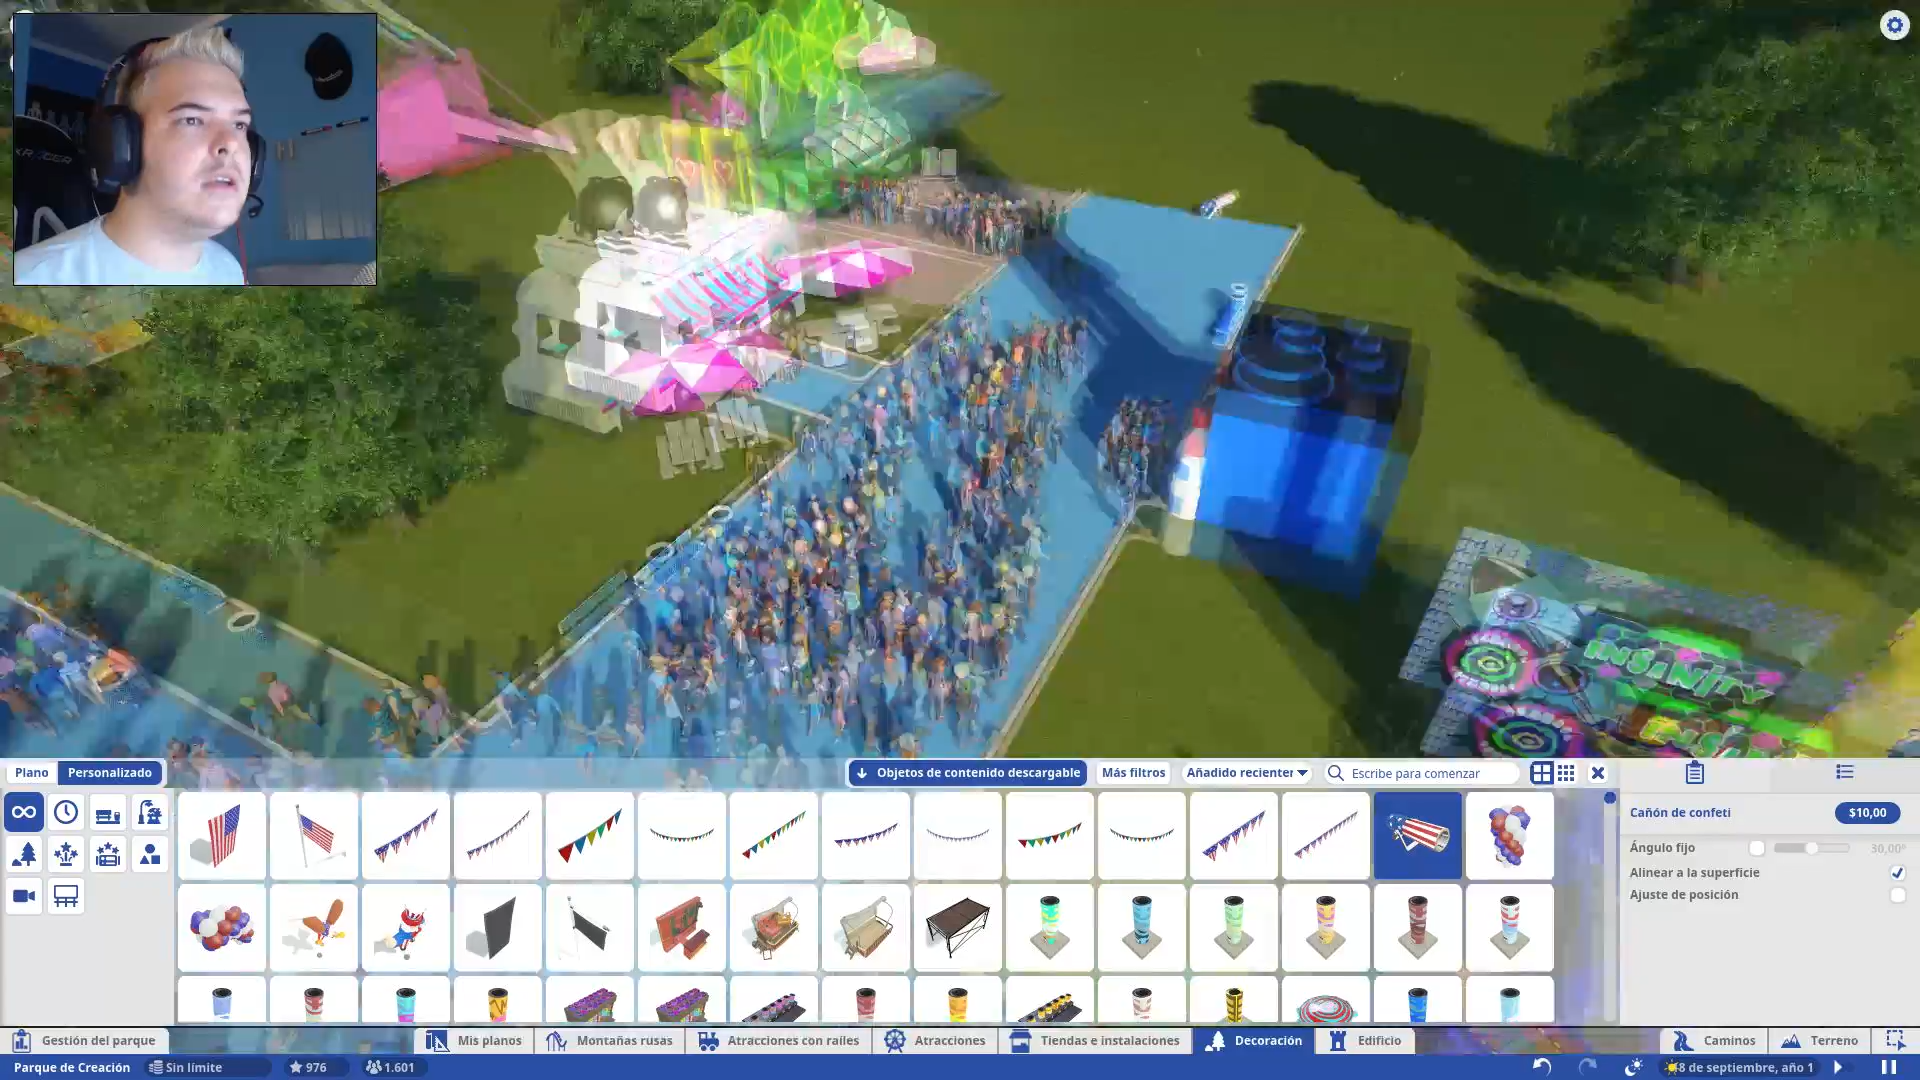 INSINITY
Plano
Personalizado
Objetos de contenido descargable
Más filtros
Añadido recienter
Escribe para comenzar
Cañón de confeti
$10,00
Ángulo fijo
30,00°
Alinear a la superficie
Ajuste de posición
Gestión del parque
Mis planos
Montañas rusas
Atracciones con raíles
Atracciones
Tiendas e instalaciones
Decoración
Edificio
Caminos
Terreno
Parque de Creación
Sin límite
976
1.601
8 de septiembre, año 1